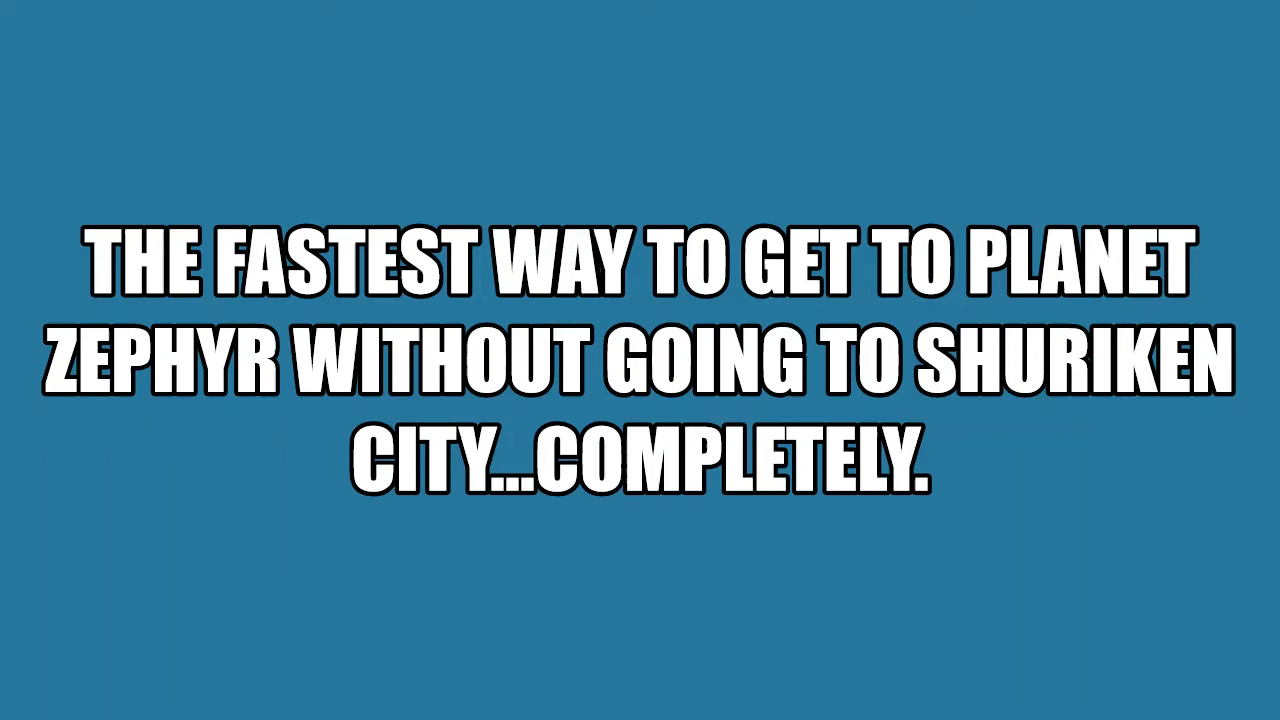 THE FASTEST WAY TO GET TO PLANET
ZEPHYR WITHOUT GOING TO SHURIKEN
CITY...COMPLETELY.